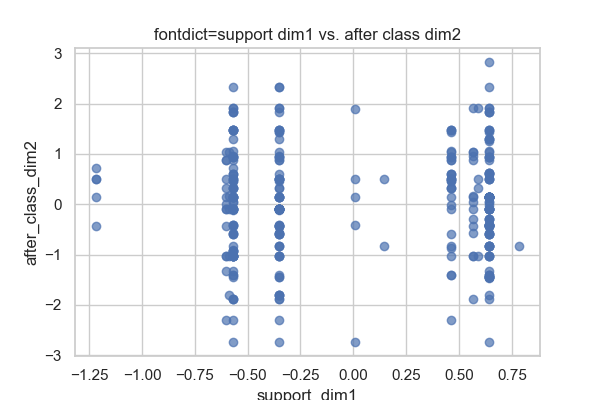 fontdict=support dim1 vs. after class dim2
3
2
1
0
−1
−2
−3
after_class_dim2
−1.25 −1.00 −0.75 −0.50 −0.25 0.00 0.25 0.50 0.75
support_dim1